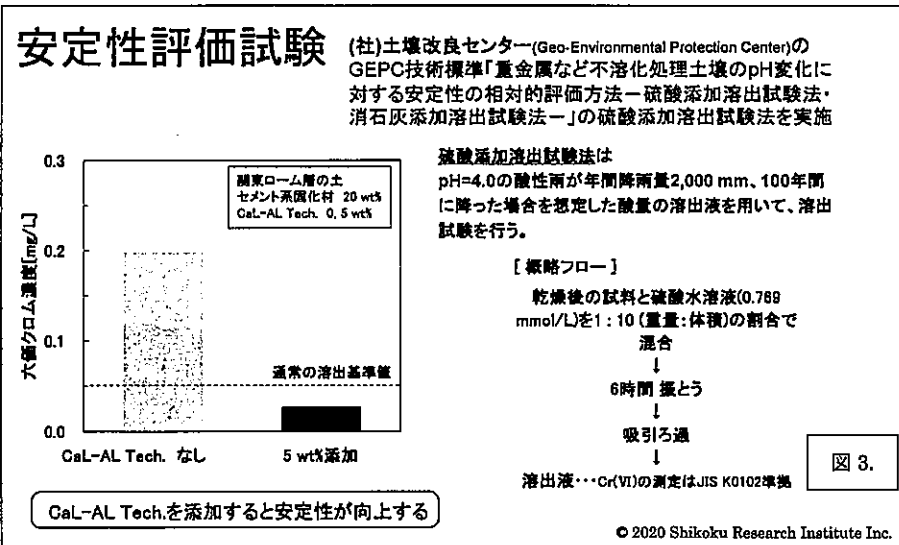 安定性評価試験
(社)土壌改良センター(Geo-Environmental Protection Center)の
GEPC技術標準「重金属など不溶化処理土壌のpH変化に
対する安定性の相対的評価方法－硫酸添加溶出試験法・
消石灰添加溶出試験法－」の硫酸添加溶出試験法を実施
0.3
0.2
0.1
0.0
六価クロム濃度[mg/L]
関東ローム層の土
セメント系固化材 20 wt%
CaL-AL Tech. 0, 5 wt%
通常の溶出基準値
CaL-AL Tech. なし
5 wt%添加
CaL-AL Tech.を添加すると安定性が向上する
硫酸添加溶出試験法は
pH=4.0の酸性雨が年間降雨量2,000 mm、100年間
に降った場合を想定した酸量の溶出液を用いて、溶出
試験を行う。
[ 概略フロー ]
乾燥後の試料と硫酸水溶液(0.769
mmol/L)を1：10 (重量:体積)の割合で
混合
↓
6時間 振とう
↓
吸引ろ過
↓
溶出液･･･Cr(VI)の測定はJIS K0102準拠
図 3.
© 2020 Shikoku Research Institute Inc.